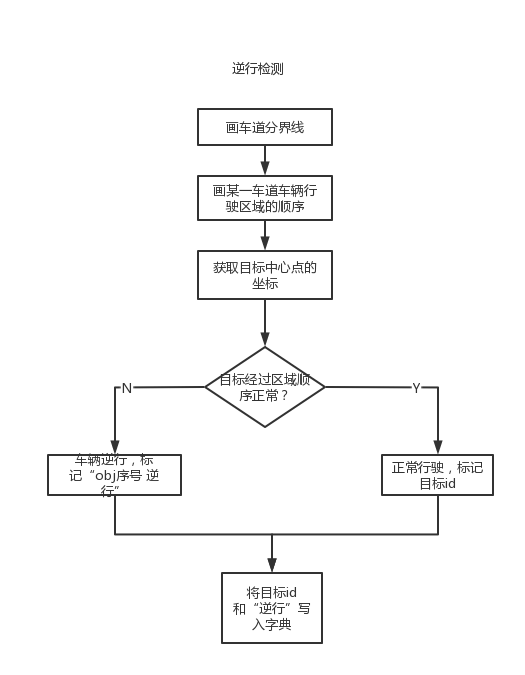 逆行检测
画车道分界线
画某一车道车辆行
驶区域的顺序
获取目标中心点的
坐标
目标经过区域顺
序正常？
N
Y
车辆逆行，标
记“obj序号 逆
行”
正常行驶，标记
目标id
将目标id
和“逆行”写
入字典